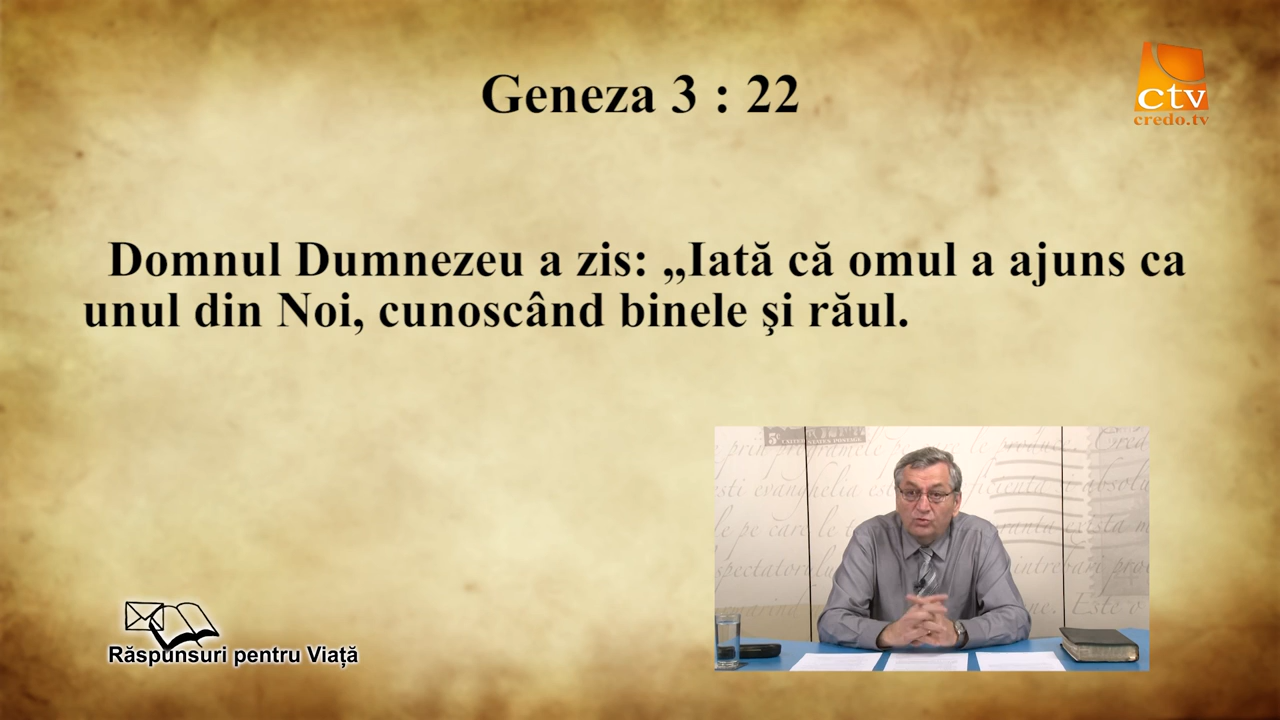 Geneza 3 : 22
ctv
credo.tv
Domnul Dumnezeu a zis: „Iată că omul a ajuns ca
unul din Noi, cunoscând binele şi răul.
Răspunsuri pentru Viață